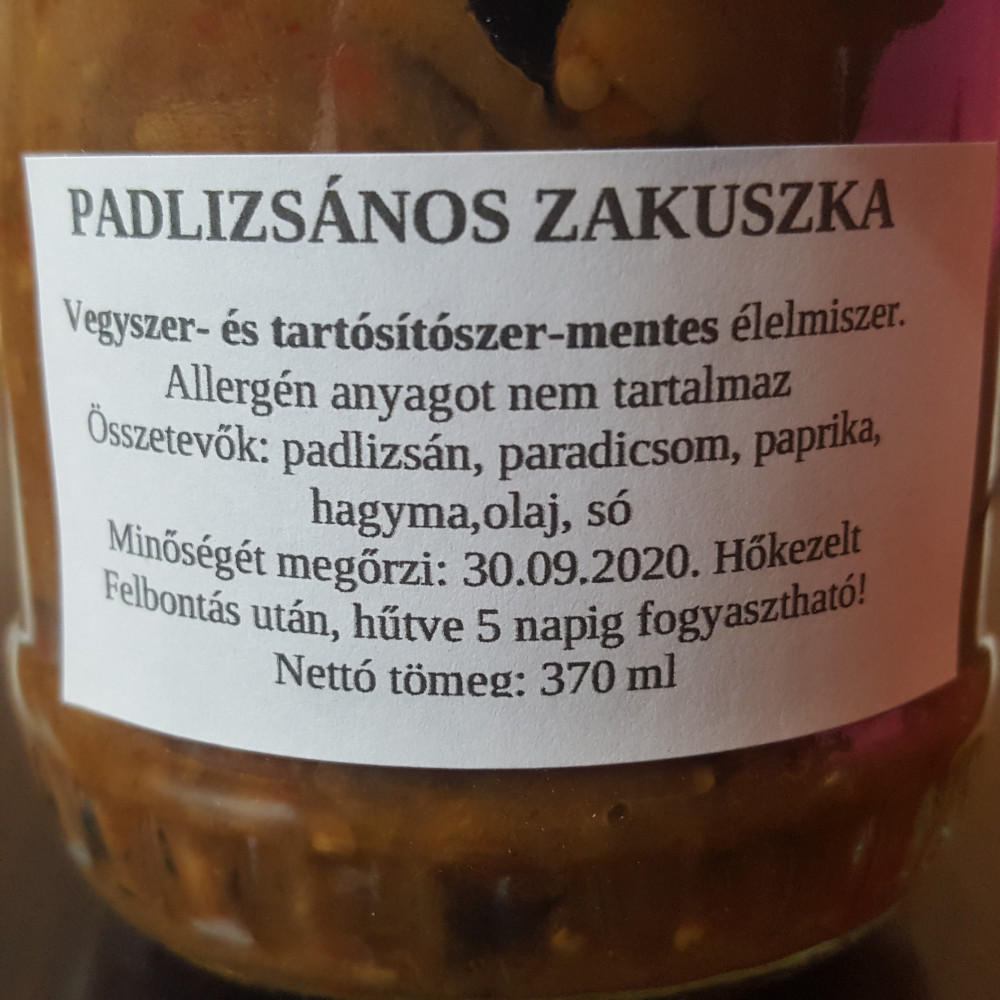 PADLIZSÁNOS ZAKUSZKA
Vegyszer- és tartósítószer-mentes élelmiszer.
Allergén anyagot nem tartalmaz
Összetevők: padlizsán, paradicsom, paprika,
hagyma,olaj, só
Minőségét megőrzi: 30.09.2020. Hőkezelt
Felbontás után, hűtve 5 napig fogyasztható!
Nettó tömeg: 370 ml